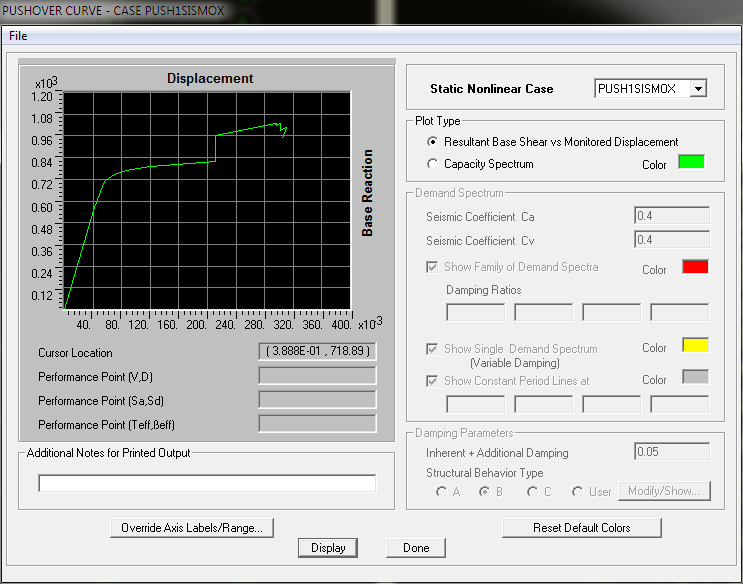 PUSHOVER CURVE - CASE PUSH1SISMOX
File
Displacement
x10³
1.20
1.08
0.96
0.84
0.72
0.60
0.48
0.36
0.24
0.12
Base Reaction
40. 80. 120. 160. 200. 240. 280. 320. 360. 400. x10⁻³
Cursor Location ( 3.888E-01 , 718.89 )
Performance Point (V,D)
Performance Point (Sa,Sd)
Performance Point (Teff,ßeff)
Additional Notes for Printed Output
Override Axis Labels/Range...
Static Nonlinear Case PUSH1SISMOX
Plot Type
Resultant Base Shear vs Monitored Displacement
Capacity Spectrum Color
Demand Spectrum
Seismic Coefficient Ca 0.4
Seismic Coefficient Cv 0.4
Show Family of Demand Spectra Color
Damping Ratios
Show Single Demand Spectrum Color
(Variable Damping)
Show Constant Period Lines at Color
Damping Parameters
Inherent + Additional Damping 0.05
Structural Behavior Type
A B C User Modify/Show...
Reset Default Colors
Display Done